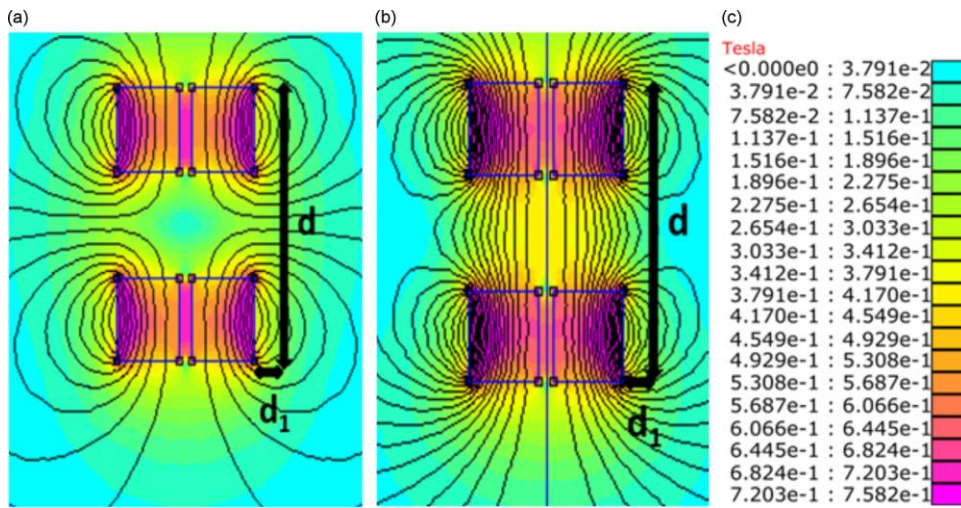 (a)
(b)
(c)
d
d1
d
d1
Tesla
<0.000e0 : 3.791e-2
3.791e-2 : 7.582e-2
7.582e-2 : 1.137e-1
1.137e-1 : 1.516e-1
1.516e-1 : 1.896e-1
1.896e-1 : 2.275e-1
2.275e-1 : 2.654e-1
2.654e-1 : 3.033e-1
3.033e-1 : 3.412e-1
3.412e-1 : 3.791e-1
3.791e-1 : 4.170e-1
4.170e-1 : 4.549e-1
4.549e-1 : 4.929e-1
4.929e-1 : 5.308e-1
5.308e-1 : 5.687e-1
5.687e-1 : 6.066e-1
6.066e-1 : 6.445e-1
6.445e-1 : 6.824e-1
6.824e-1 : 7.203e-1
7.203e-1 : 7.582e-1